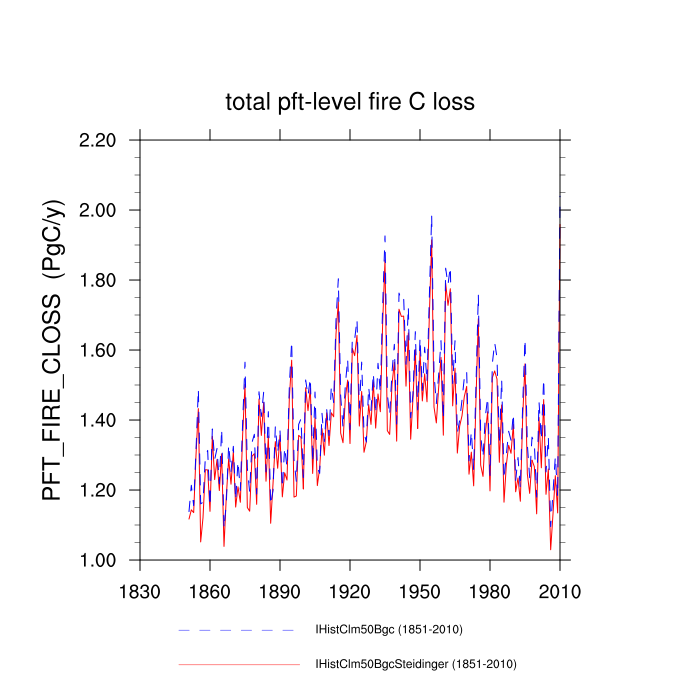 total pft-level fire C loss
PFT_FIRE_CLOSS (PgC/y)
2.20
2.00
1.80
1.60
1.40
1.20
1.00
1830 1860 1890 1920 1950 1980 2010
IHistClm50Bgc (1851-2010)
IHistClm50BgcSteidinger (1851-2010)